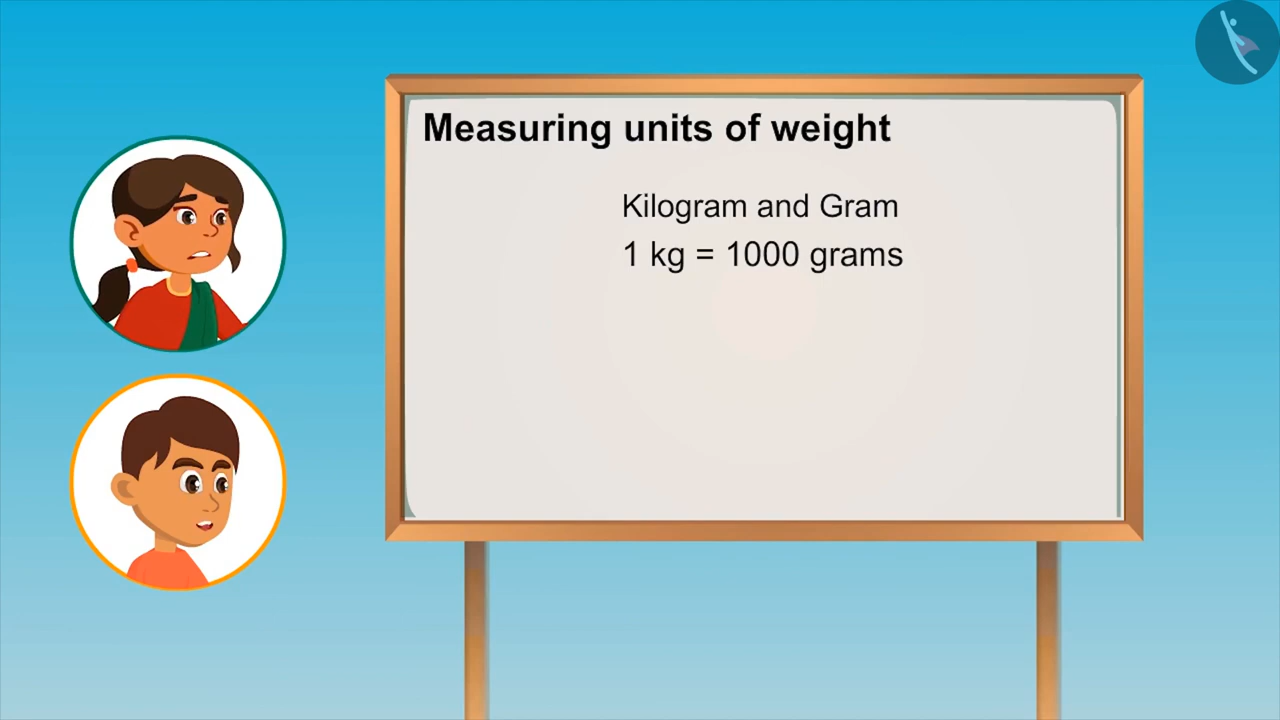 Measuring units of weight
Kilogram and Gram
1 kg = 1000 grams